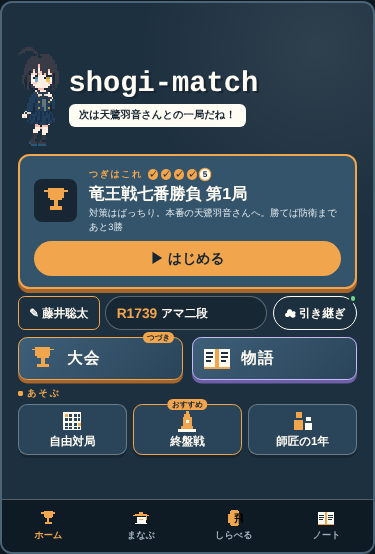 shogi-match
次は天鷺羽音さんとの一局だね！
つぎはこれ 5
竜王戦七番勝負 第1局
対策はばっちり。本番の天鷺羽音さんへ。勝てば防衛まで
あと3勝
▶ はじめる
✎ 藤井聡太
R1739 アマ二段
引き継ぎ
つづき
大会
物語
あそぶ
おすすめ
自由対局
終盤戦
師匠の1年
ホーム
まなぶ
しらべる
ノート